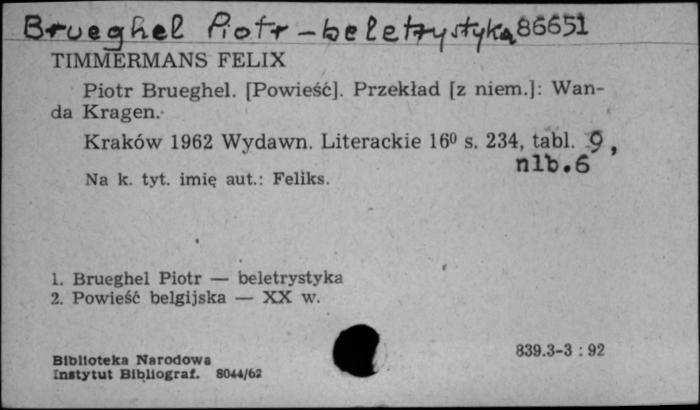 Brueghel Piotr - beletrystyka 86651
TIMMERMANS FELIX
Piotr Brueghel. [Powieść]. Przekład [z niem.]: Wan-
da Kragen.
Kraków 1962 Wydawn. Literackie 16⁰ s. 234, tabl. 9,
nlb.6
Na k. tyt. imię aut.: Feliks.
1. Brueghel Piotr — beletrystyka
2. Powieść belgijska — XX w.
839.3-3 : 92
Biblioteka Narodowa
Instytut Bibliograf. 8044/62